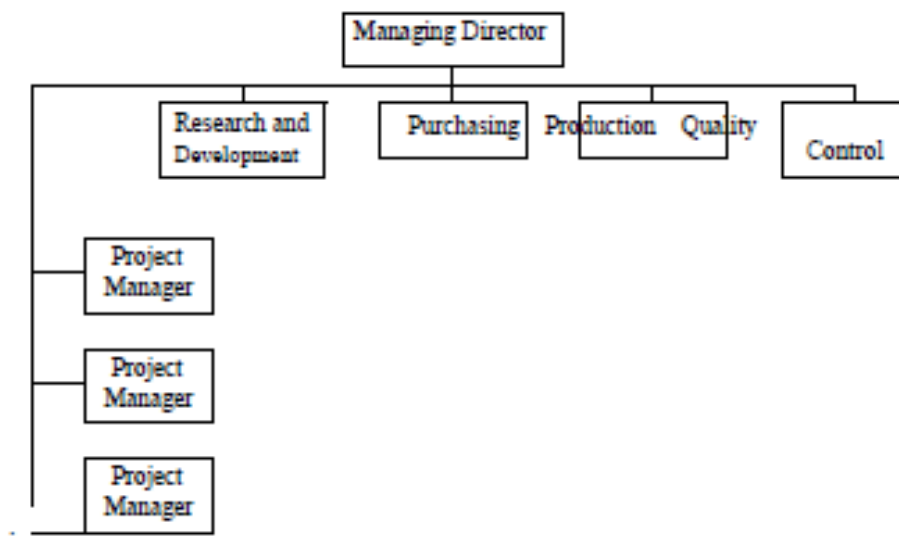 Managing Director
Research and
Development
Purchasing
Production
Quality
Control
Project
Manager
Project
Manager
Project
Manager